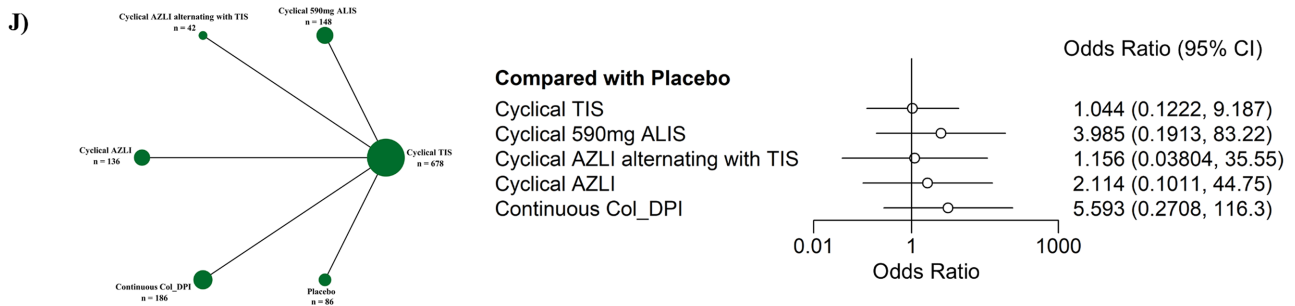 J)
Cyclical AZLI alternating with TIS
n = 42
Cyclical 590mg ALIS
n = 148
Cyclical AZLI
n = 136
Cyclical TIS
n = 678
Continuous Col_DPI
n = 186
Placebo
n = 86
Odds Ratio (95% CI)
Compared with Placebo
Cyclical TIS 1.044 (0.1222, 9.187)
Cyclical 590mg ALIS 3.985 (0.1913, 83.22)
Cyclical AZLI alternating with TIS 1.156 (0.03804, 35.55)
Cyclical AZLI 2.114 (0.1011, 44.75)
Continuous Col_DPI 5.593 (0.2708, 116.3)
0.01 1 1000
Odds Ratio